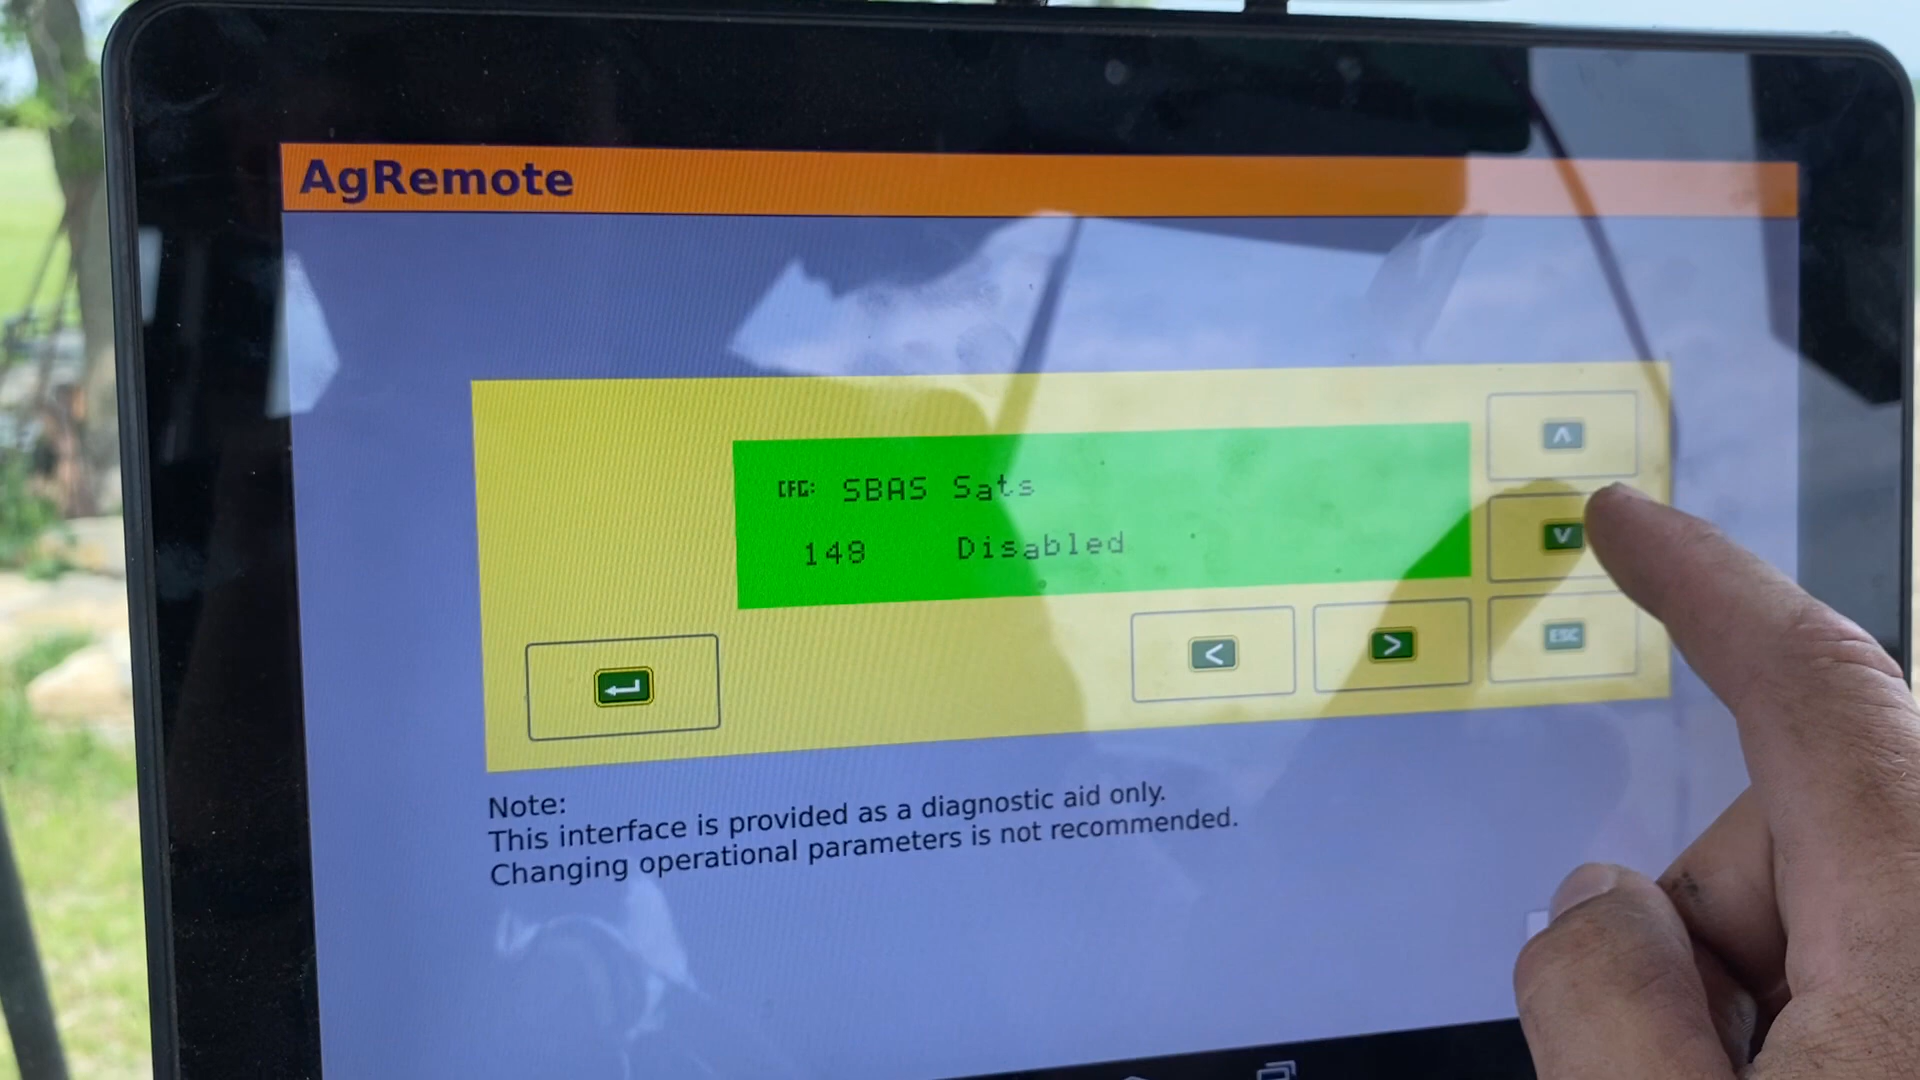 AgRemote
CFG: SBAS Sats
148 Disabled
ESC
Note:
This interface is provided as a diagnostic aid only.
Changing operational parameters is not recommended.